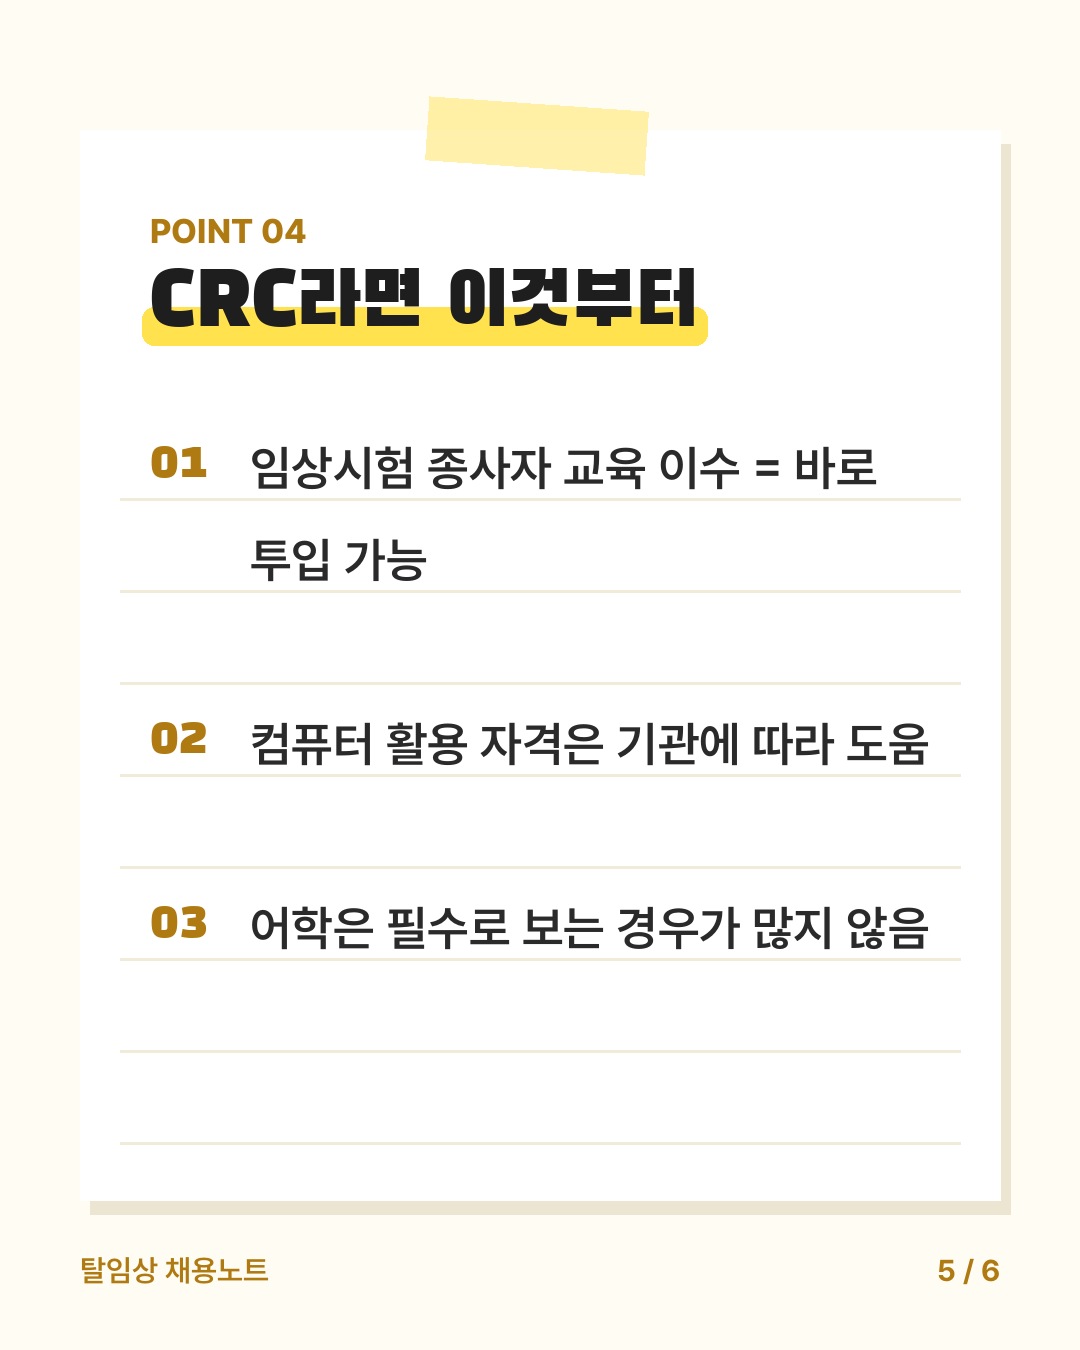 POINT 04
CRC라면 이것부터
01 임상시험 종사자 교육 이수 = 바로
투입 가능
02 컴퓨터 활용 자격은 기관에 따라 도움
03 어학은 필수로 보는 경우가 많지 않음
탈임상 채용노트
5 / 6